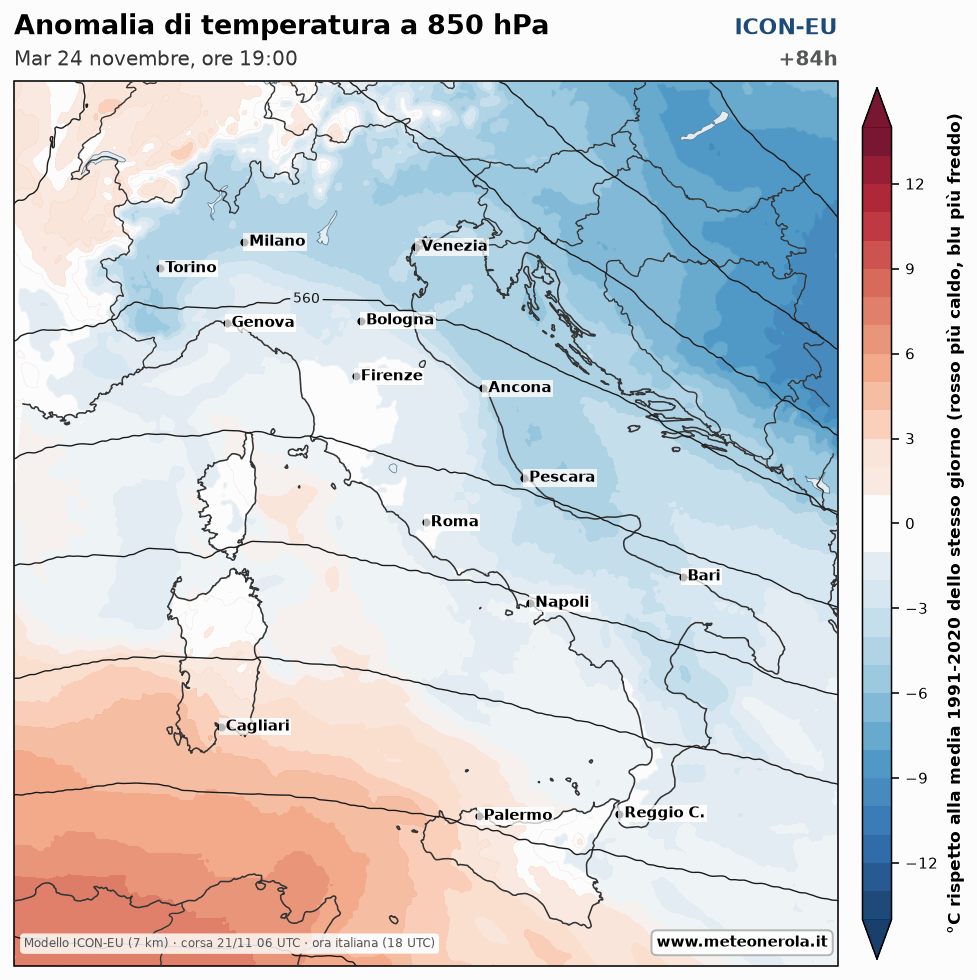 Anomalia di temperatura a 850 hPa
ICON-EU
Mar 24 novembre, ore 19:00
+84h
Milano
Venezia
Torino
560
Genova
Bologna
Firenze
Ancona
Pescara
Roma
Bari
Napoli
Cagliari
Palermo
Reggio C.
Modello ICON-EU (7 km) · corsa 21/11 06 UTC · ora italiana (18 UTC)
www.meteonerola.it
12
9
6
3
0
−3
−6
−9
−12
°C rispetto alla media 1991-2020 dello stesso giorno (rosso più caldo, blu più freddo)